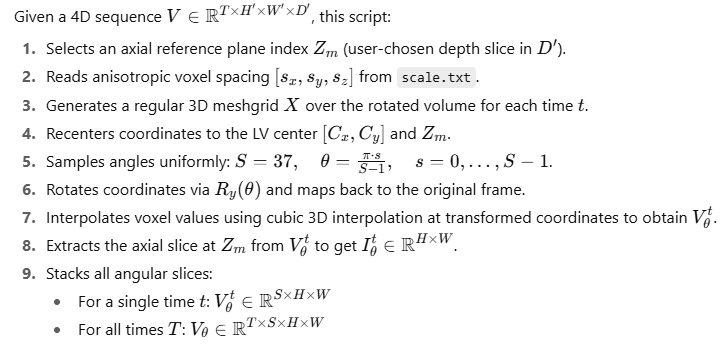 Given a 4D sequence $V \in \mathbb{R}^{T \times H' \times W' \times D'}$, this script:
1. Selects an axial reference plane index $Z_m$ (user-chosen depth slice in $D'$).
2. Reads anisotropic voxel spacing $[s_x, s_y, s_z]$ from scale.txt .
3. Generates a regular 3D meshgrid $X$ over the rotated volume for each time $t$.
4. Recenters coordinates to the LV center $[C_x, C_y]$ and $Z_m$.
5. Samples angles uniformly: $S = 37, \quad \theta = \frac{\pi \cdot s}{S-1}, \quad s = 0, \ldots, S-1.$
6. Rotates coordinates via $R_y(\theta)$ and maps back to the original frame.
7. Interpolates voxel values using cubic 3D interpolation at transformed coordinates to obtain $V_\theta^t$.
8. Extracts the axial slice at $Z_m$ from $V_\theta^t$ to get $I_\theta^t \in \mathbb{R}^{H \times W}$.
9. Stacks all angular slices:
• For a single time $t$: $V_\theta^t \in \mathbb{R}^{S \times H \times W}$
• For all times $T$: $V_\theta \in \mathbb{R}^{T \times S \times H \times W}$